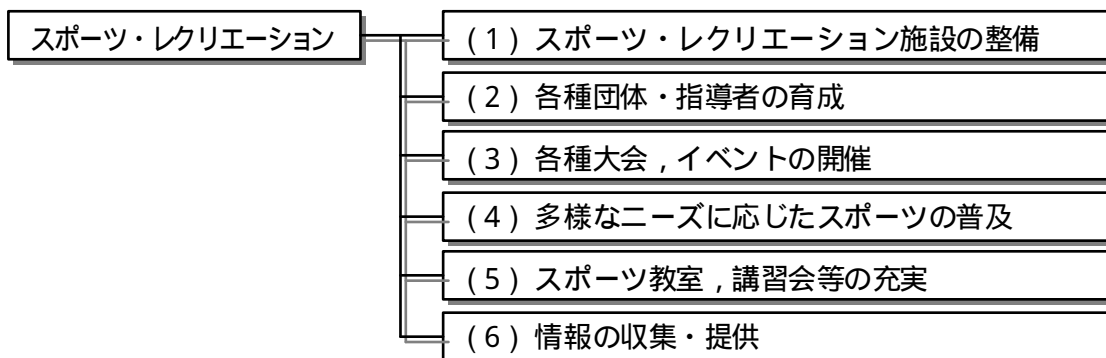 スポーツ・レクリエーション
(1)スポーツ・レクリエーション施設の整備
(2)各種団体・指導者の育成
(3)各種大会,イベントの開催
(4)多様なニーズに応じたスポーツの普及
(5)スポーツ教室,講習会等の充実
(6)情報の収集・提供